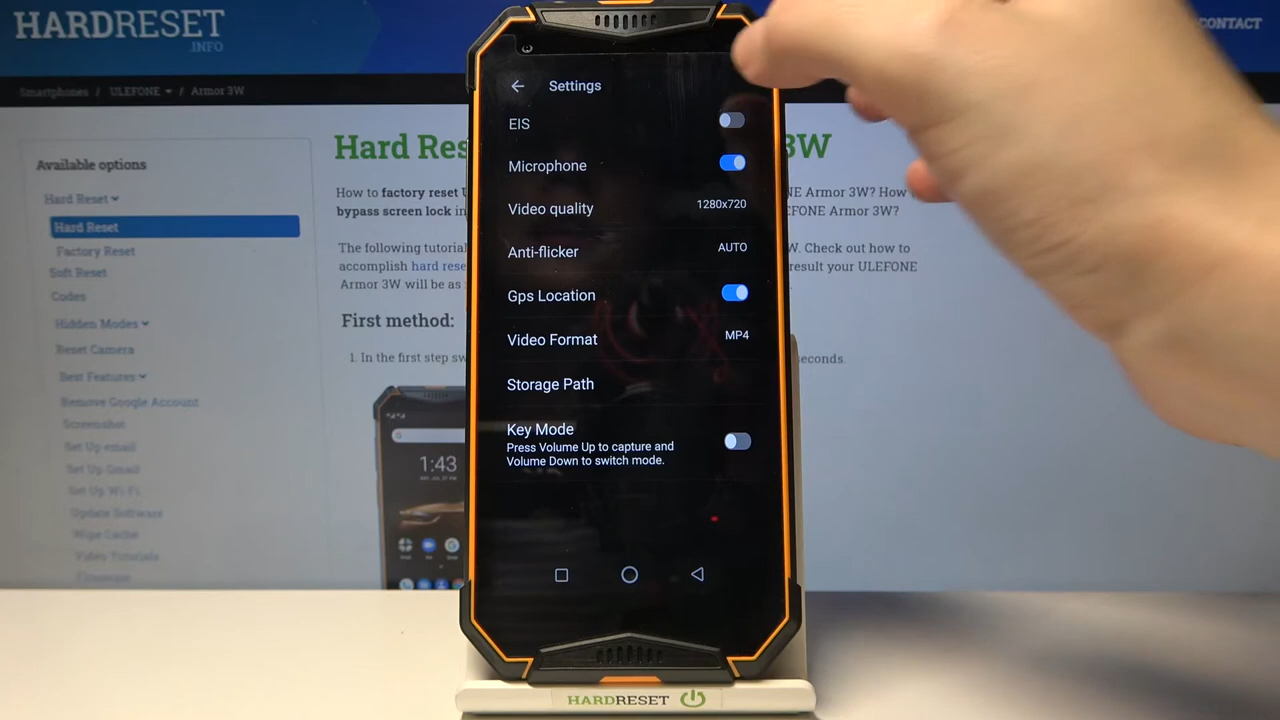 HARDRESET
.INFO
CONTACT
Smartphones / ULEFONE / Armor 3W
Available options
Hard Reset
Hard Reset
Factory Reset
Soft Reset
Codes
Hidden Modes
Reset Camera
Best Features
Remove Google Account
Screenshot
Set Up email
Set Up Gmail
Set Up Wi-Fi
Update Software
Wipe Cache
Video Tutorials
Firmware
Hard Res 3W
How to factory reset NE Armor 3W? How
bypass screen lock in EFONE Armor 3W?
The following tutorial W. Check out how to
accomplish hard rese result your ULEFONE
Armor 3W will be as
First method:
1. In the first step sw seconds.
1:43
Settings
EIS
Microphone
Video quality 1280x720
Anti-flicker AUTO
Gps Location
Video Format MP4
Storage Path
Key Mode
Press Volume Up to capture and
Volume Down to switch mode.
HARDRESET